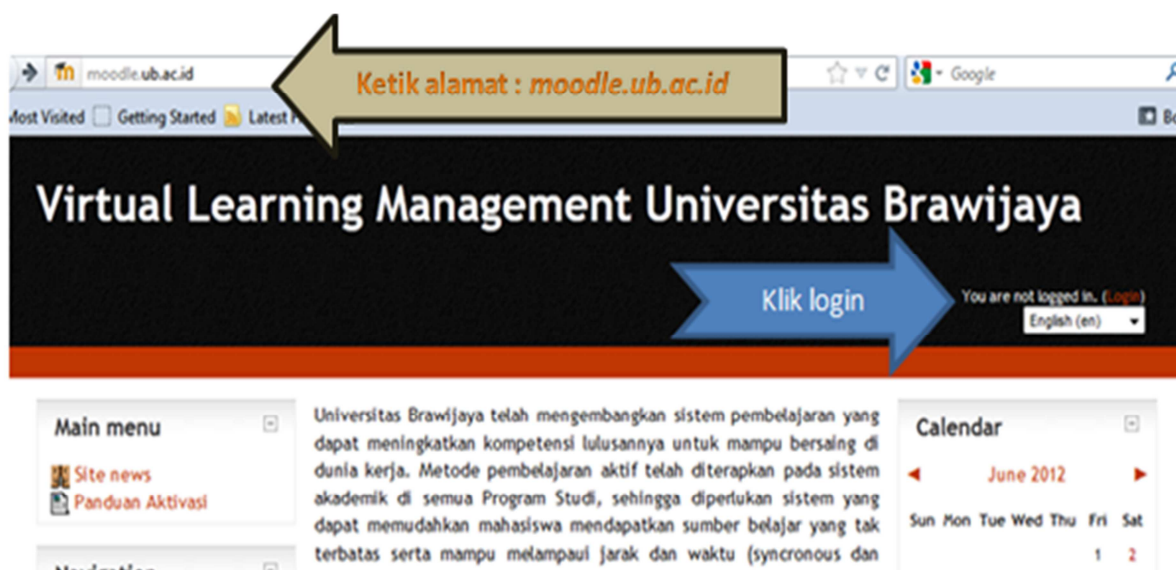 moodle.ub.ac.id
Ketik alamat : moodle.ub.ac.id
Google
Most Visited Getting Started Latest
Virtual Learning Management Universitas Brawijaya
Klik login
You are not logged in. (Login)
English (en)
Main menu
Site news
Panduan Aktivasi
Universitas Brawijaya telah mengembangkan sistem pembelajaran yang
dapat meningkatkan kompetensi lulusannya untuk mampu bersaing di
dunia kerja. Metode pembelajaran aktif telah diterapkan pada sistem
akademik di semua Program Studi, sehingga diperlukan sistem yang
dapat memudahkan mahasiswa mendapatkan sumber belajar yang tak
terbatas serta mampu melampaui jarak dan waktu (syncronous dan
Calendar
June 2012
Sun Mon Tue Wed Thu Fri Sat
1 2
Navigation